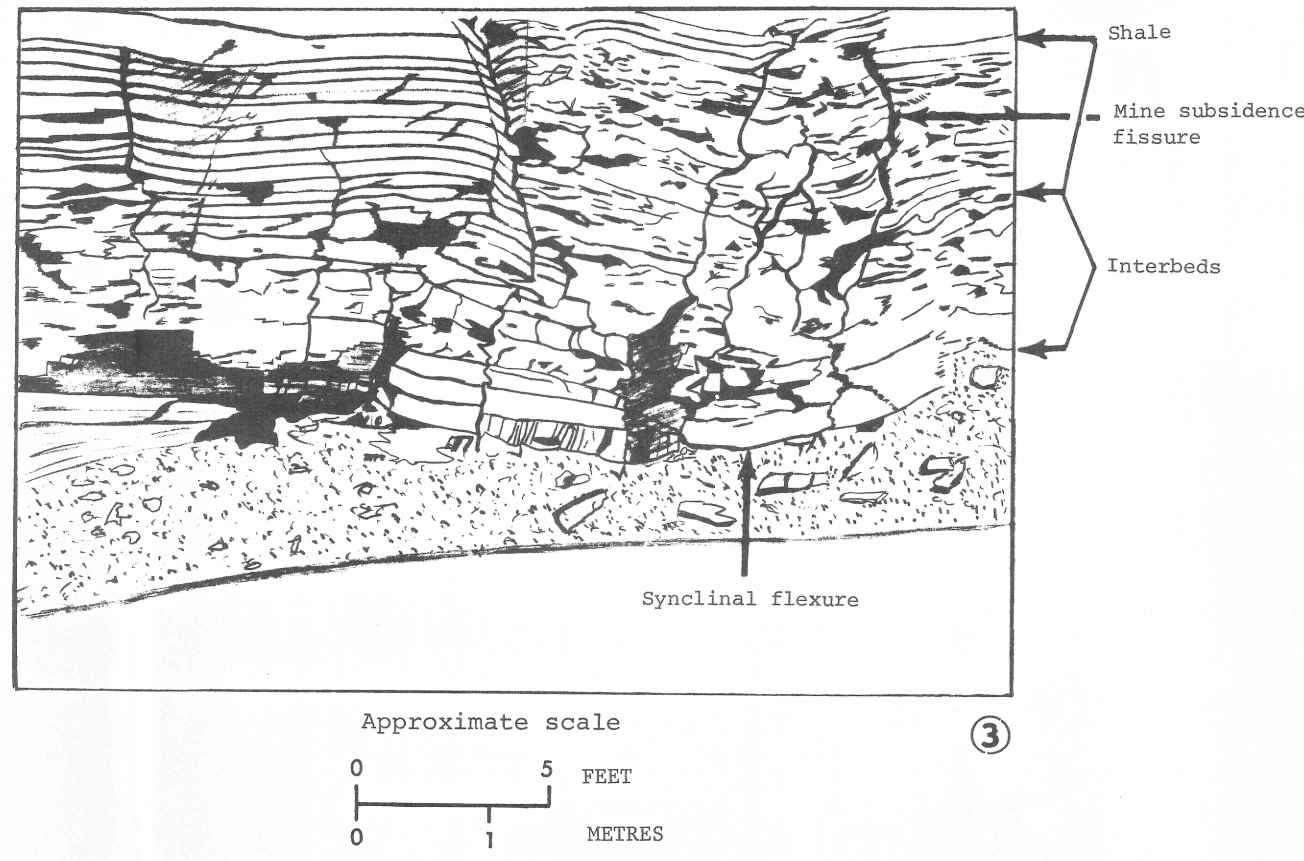 Shale
Mine subsidence
fissure
Interbeds
Synclinal flexure
Approximate scale
3
0 5 FEET
0 1 METRES